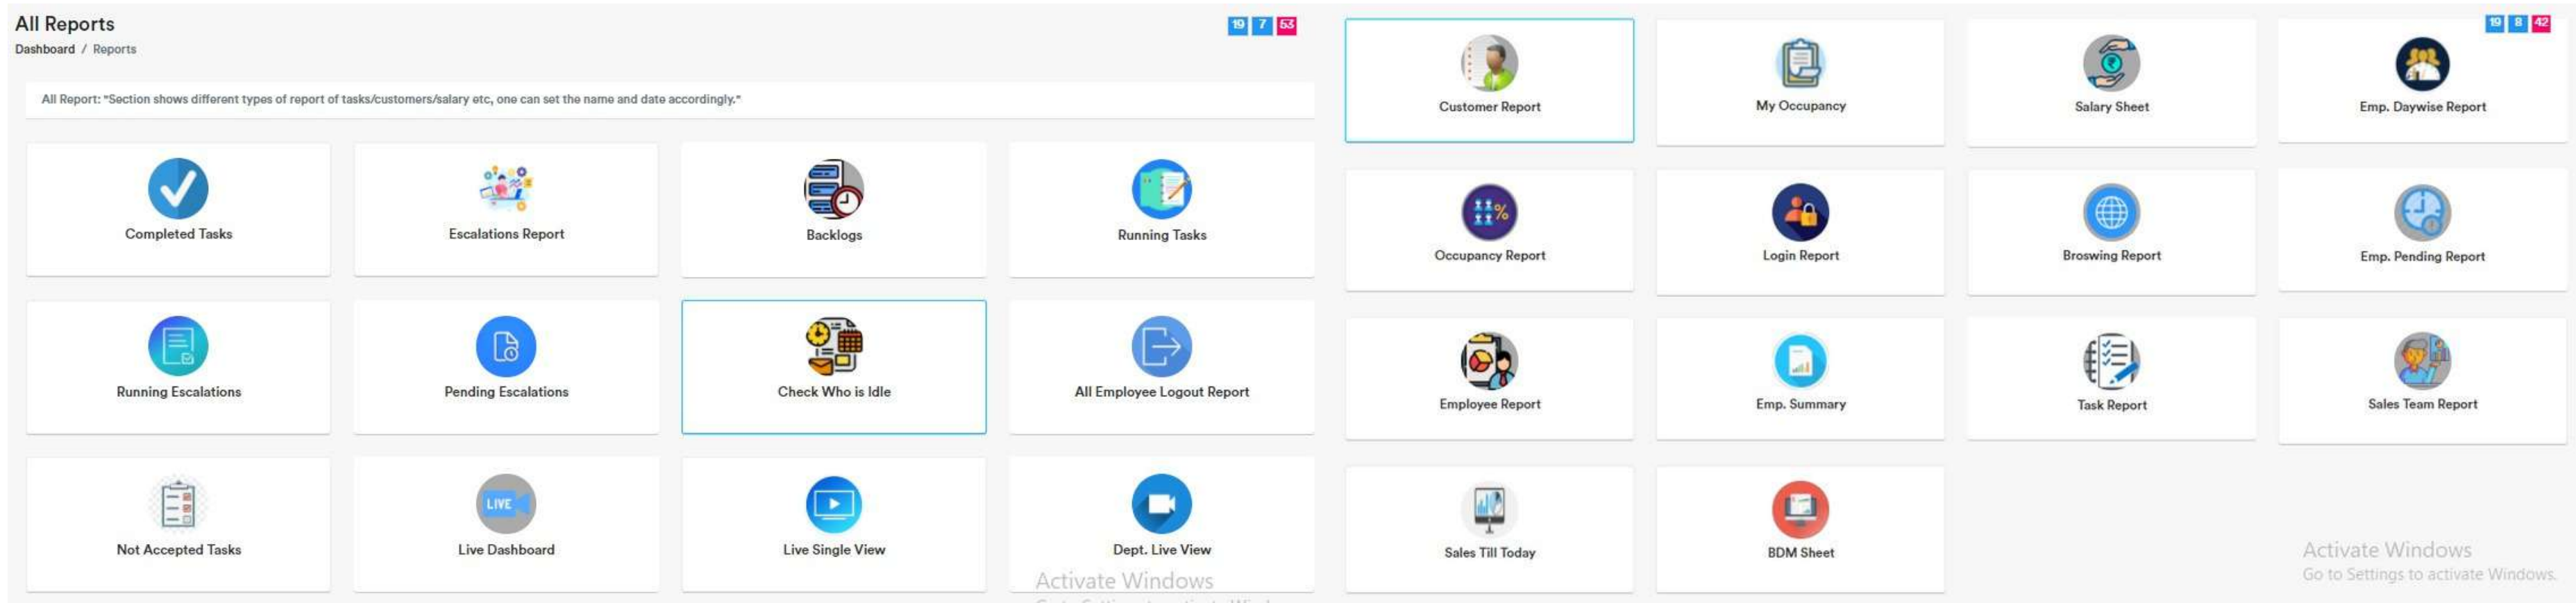 All Reports
19 7 53
Dashboard / Reports
All Report: "Section shows different types of report of tasks/customers/salary etc, one can set the name and date accordingly."
Completed Tasks
Escalations Report
Backlogs
Running Tasks
Running Escalations
Pending Escalations
Check Who is Idle
All Employee Logout Report
Not Accepted Tasks
LIVE
Live Dashboard
Live Single View
Dept. Live View
Activate Windows
19 8 42
Customer Report
My Occupancy
Salary Sheet
Emp. Daywise Report
Occupancy Report
Login Report
Broswing Report
Emp. Pending Report
Employee Report
Emp. Summary
Task Report
Sales Team Report
Sales Till Today
BDM Sheet
Activate Windows
Go to Settings to activate Windows.